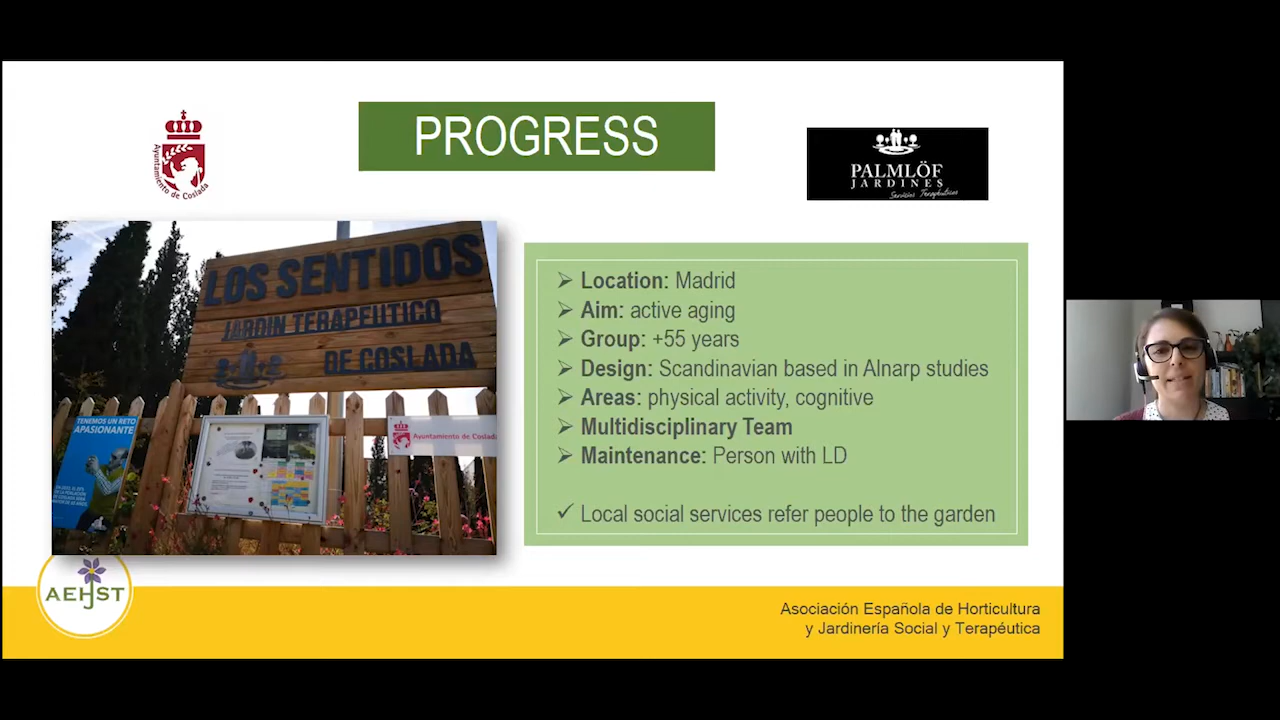 PROGRESS
Ayuntamiento de Coslada
PALMLÖF
JARDINES
Servicios Terapéuticos
LOS SENTIDOS
JARDIN TERAPEUTICO
DE COSLADA
TENEMOS UN RETO
APASIONANTE
Ayuntamiento de Coslada
➢ Location: Madrid
➢ Aim: active aging
➢ Group: +55 years
➢ Design: Scandinavian based in Alnarp studies
➢ Areas: physical activity, cognitive
➢ Multidisciplinary Team
➢ Maintenance: Person with LD
✓ Local social services refer people to the garden
AEHJST
Asociación Española de Horticultura
y Jardinería Social y Terapéutica